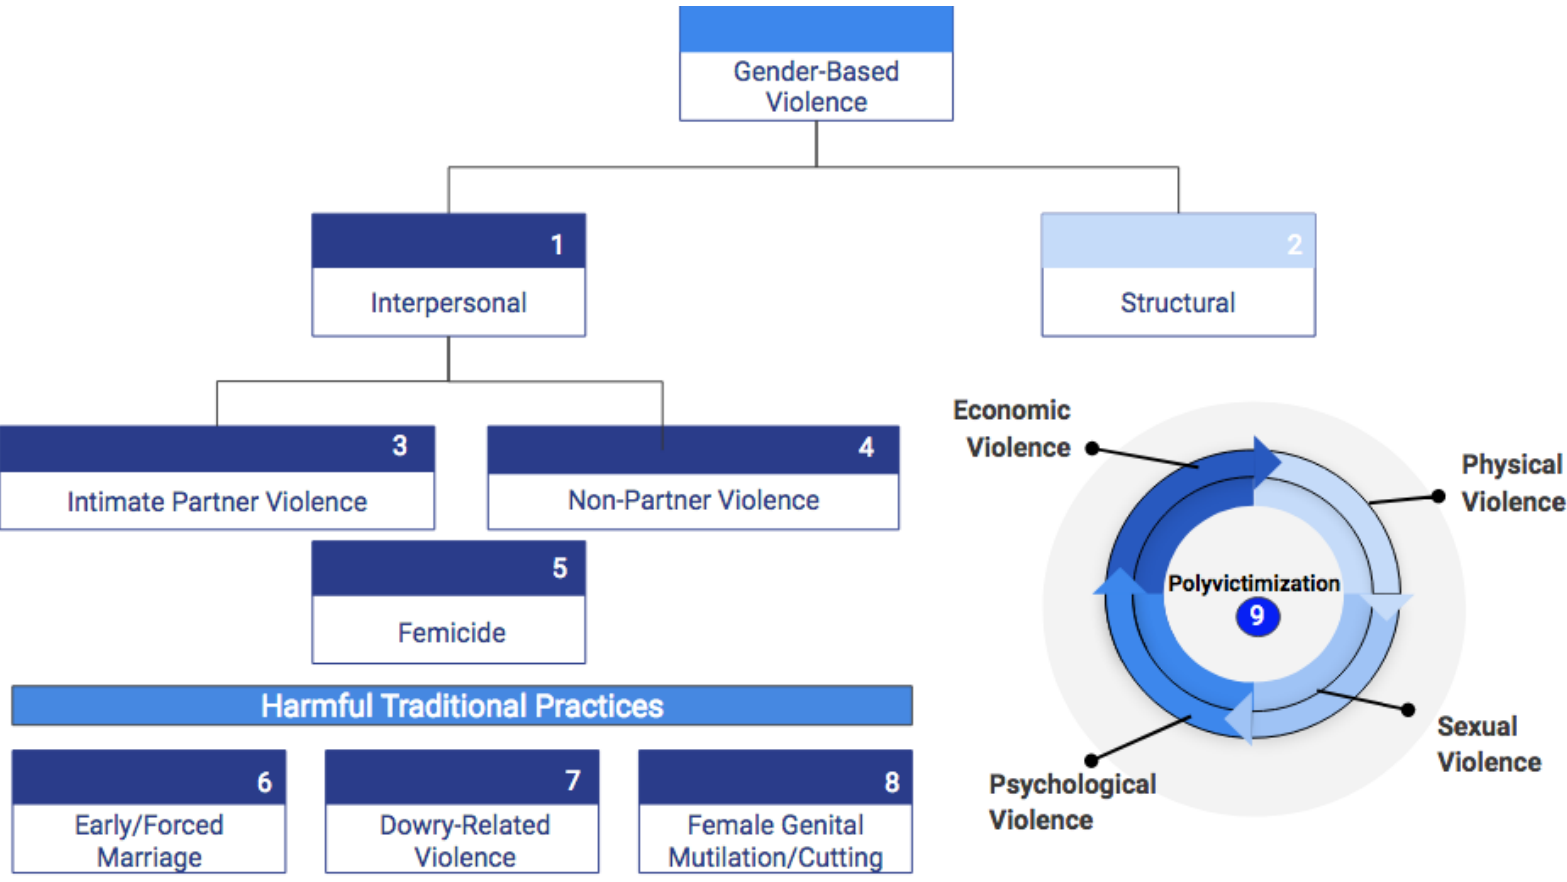 Gender-Based
Violence
1
Interpersonal
2
Structural
3
Intimate Partner Violence
4
Non-Partner Violence
5
Femicide
Harmful Traditional Practices
6
Early/Forced
Marriage
7
Dowry-Related
Violence
8
Female Genital
Mutilation/Cutting
Economic
Violence
Physical
Violence
Polyvictimization
9
Sexual
Violence
Psychological
Violence